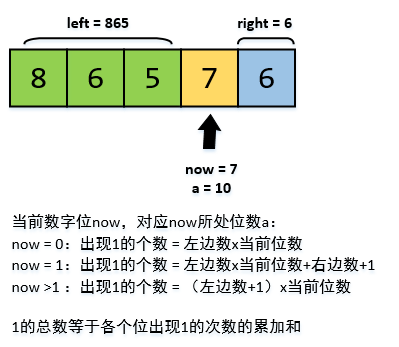 left = 865 right = 6
8 6 5 7 6
now = 7
a = 10
当前数字位now，对应now所处位数a：
now = 0：出现1的个数 = 左边数x当前位数
now = 1：出现1的个数 = 左边数x当前位数+右边数+1
now >1 ：出现1的个数 = （左边数+1）x当前位数
1的总数等于各个位出现1的次数的累加和